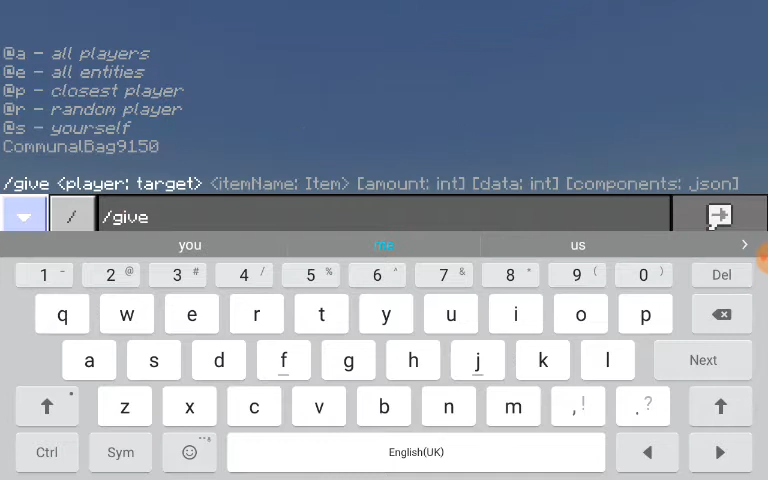 @a - all players
@e - all entities
@p - closest player
@r - random player
@s - yourself
CommunalBag9150
/give <player: target> <itemName: Item> [amount: int] [data: int] [components: json]
/ /give
you me us >
1 - 2 @ 3 # 4 / 5 % 6 ^ 7 & 8 * 9 ( 0 ) Del
q w e r t y u i o p
a s d f g h j k l Next
z x c v b n m , ! . ?
Ctrl Sym English(UK)